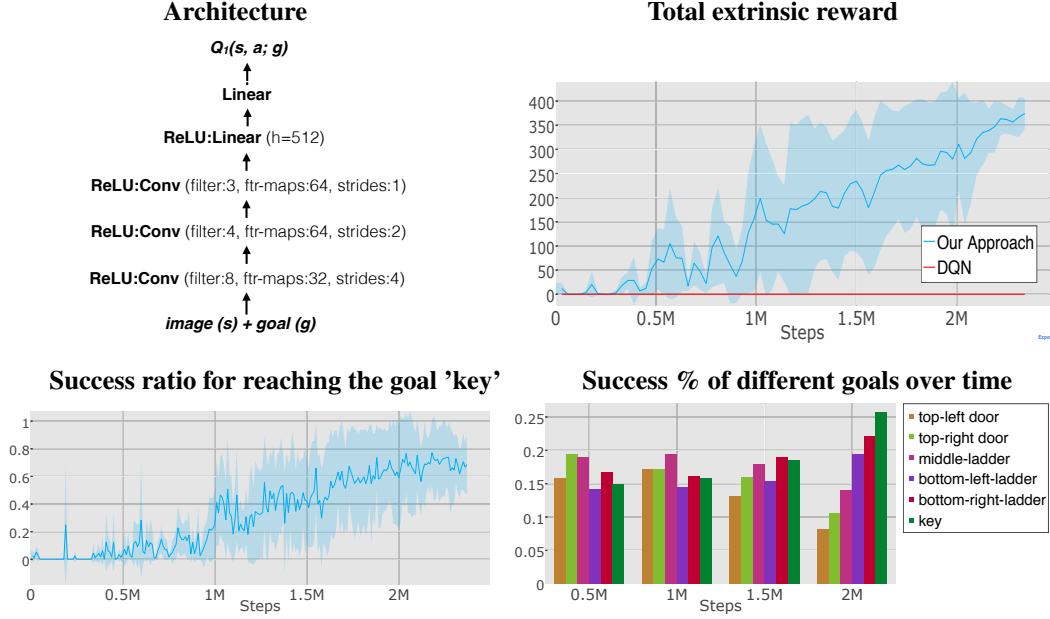 Architecture
Q1(s, a; g)
Linear
ReLU:Linear (h=512)
ReLU:Conv (filter:3, ftr-maps:64, strides:1)
ReLU:Conv (filter:4, ftr-maps:64, strides:2)
ReLU:Conv (filter:8, ftr-maps:32, strides:4)
image (s) + goal (g)
Total extrinsic reward
400
350
300
250
200
150
100
50
0
0
0.5M
1M
1.5M
2M
Steps
Our Approach
DQN
Expo
Success ratio for reaching the goal 'key'
1
0.8
0.6
0.4
0.2
0
0
0.5M
1M
1.5M
2M
Steps
Success % of different goals over time
0.25
0.2
0.15
0.1
0.05
0
0.5M
1M
1.5M
2M
Steps
top-left door
top-right door
middle-ladder
bottom-left-ladder
bottom-right-ladder
key